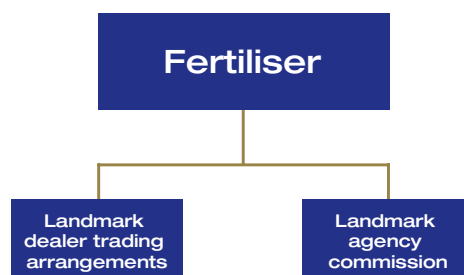 Fertiliser
Landmark
dealer trading
arrangements
Landmark
agency
commission